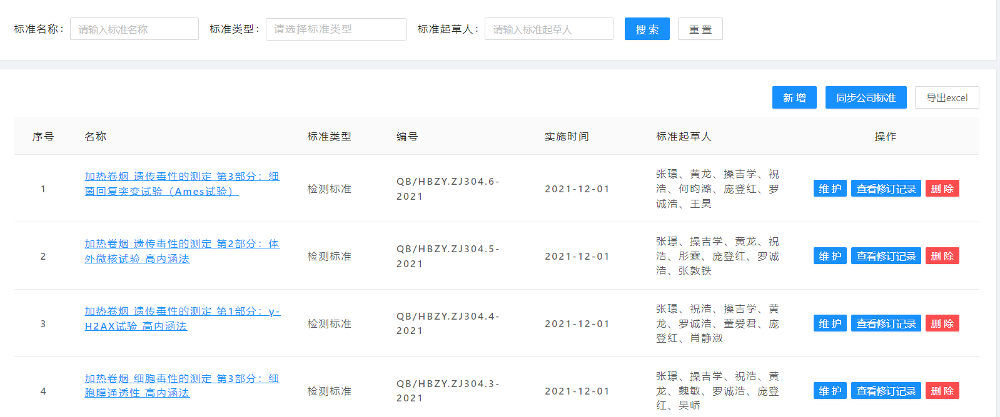 标准名称： 请输入标准名称 标准类型： 请选择标准类型 标准起草人： 请输入标准起草人 搜 索 重 置
新 增 同步公司标准 导出excel
序号 名称 标准类型 编号 实施时间 标准起草人 操作
1
加热卷烟 遗传毒性的测定 第3部分：细
菌回复突变试验（Ames试验）
检测标准
QB/HBZY.ZJ304.6-
2021
2021-12-01
张璟、黄龙、操吉学、祝
浩、何昀潞、庞登红、罗
诚浩、王昊
维 护 查看修订记录 删 除
2
加热卷烟 遗传毒性的测定 第2部分：体
外微核试验 高内涵法
检测标准
QB/HBZY.ZJ304.5-
2021
2021-12-01
张璟、操吉学、黄龙、祝
浩、肜霖、庞登红、罗诚
浩、张敦铁
维 护 查看修订记录 删 除
3
加热卷烟 遗传毒性的测定 第1部分：γ-
H2AX试验 高内涵法
检测标准
QB/HBZY.ZJ304.4-
2021
2021-12-01
张璟、祝浩、操吉学、黄
龙、罗诚浩、董爱君、庞
登红、肖静淑
维 护 查看修订记录 删 除
4
加热卷烟 细胞毒性的测定 第3部分：细
胞膜通透性 高内涵法
检测标准
QB/HBZY.ZJ304.3-
2021
2021-12-01
张璟、操吉学、祝浩、黄
龙、魏敏、罗诚浩、庞登
红、吴峤
维 护 查看修订记录 删 除